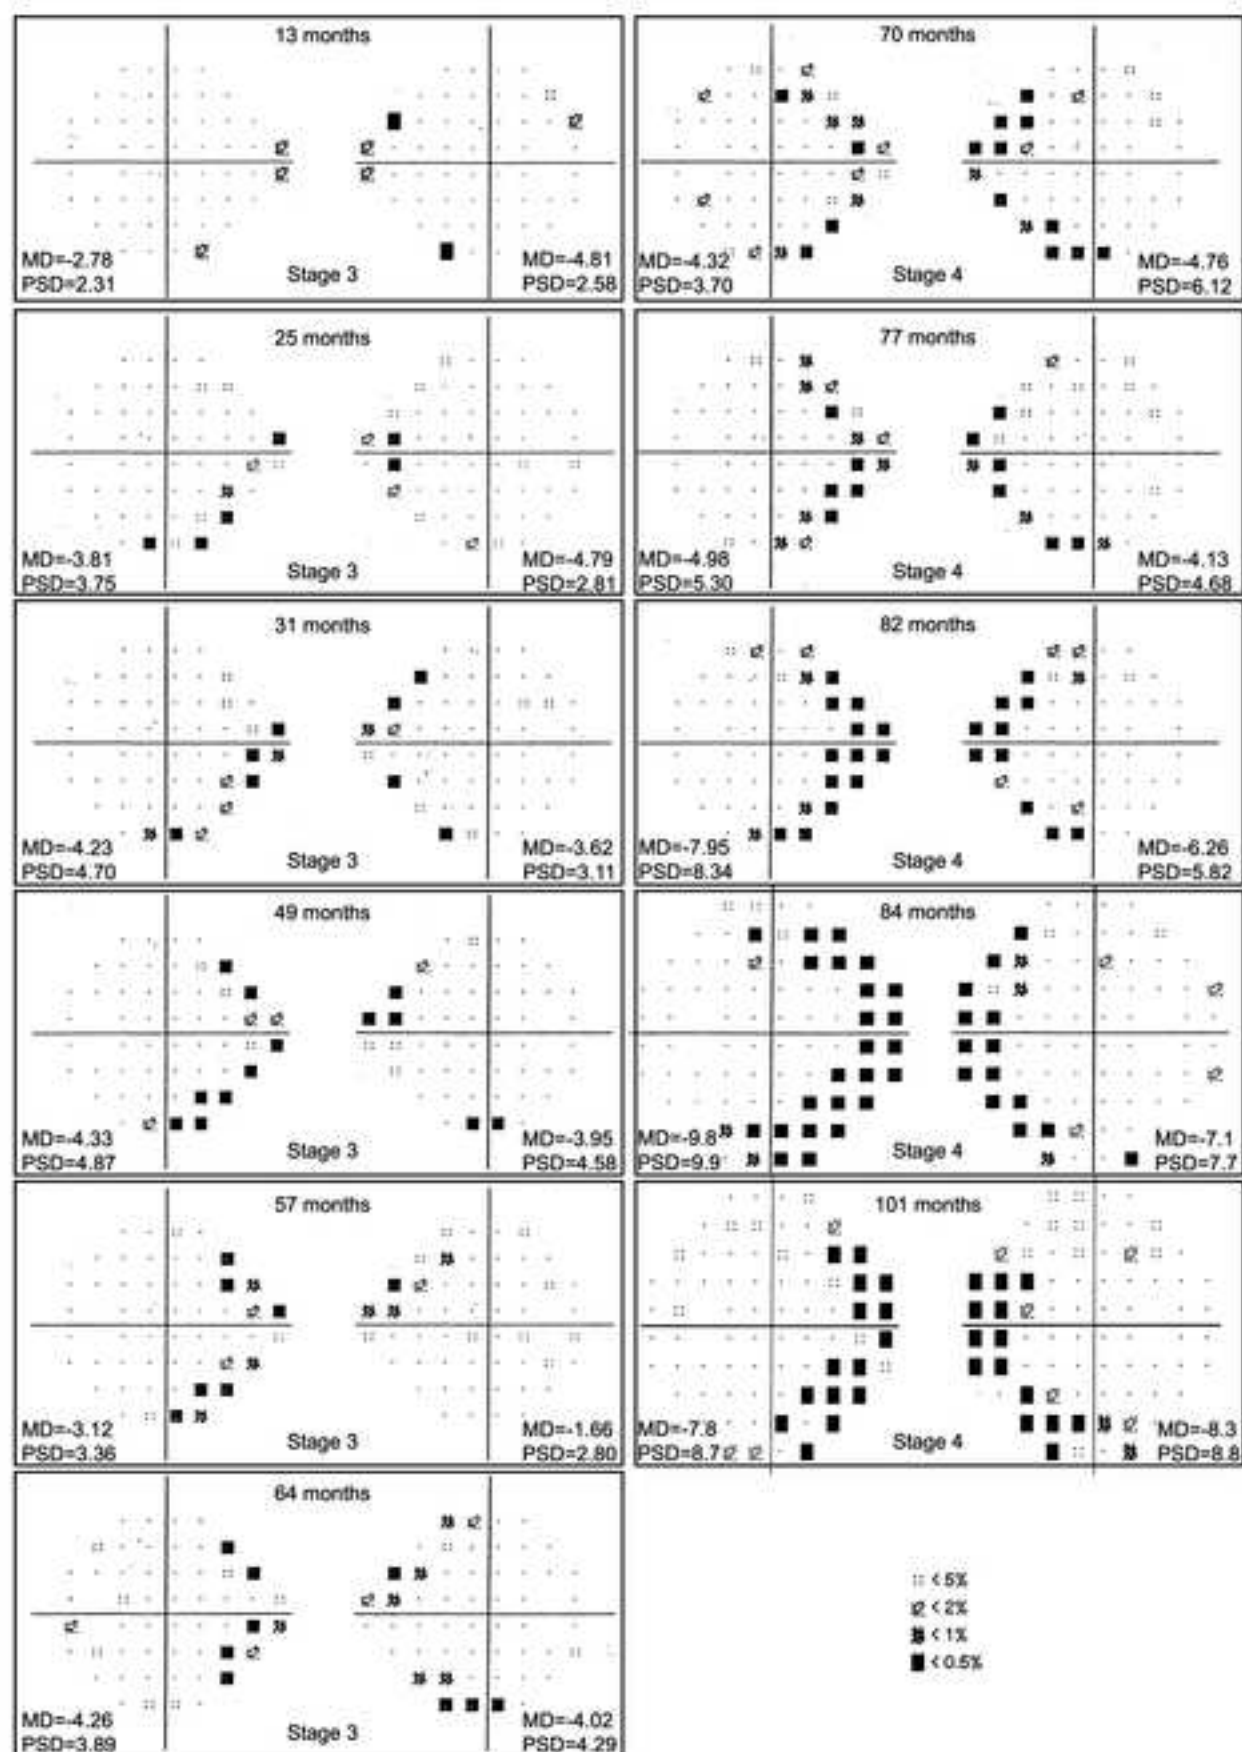 13 months
MD=-2.78
PSD=2.31
Stage 3
MD=-4.81
PSD=2.58
25 months
MD=-3.81
PSD=3.75
Stage 3
MD=-4.79
PSD=2.81
31 months
MD=-4.23
PSD=4.70
Stage 3
MD=-3.62
PSD=3.11
49 months
MD=-4.33
PSD=4.87
Stage 3
MD=-3.95
PSD=4.58
57 months
MD=-3.12
PSD=3.36
Stage 3
MD=-1.66
PSD=2.80
64 months
MD=-4.26
PSD=3.89
Stage 3
MD=-4.02
PSD=4.29
70 months
MD=-4.32
PSD=3.70
Stage 4
MD=-4.76
PSD=6.12
77 months
MD=-4.98
PSD=5.30
Stage 4
MD=-4.13
PSD=4.68
82 months
MD=-7.95
PSD=8.34
Stage 4
MD=-6.26
PSD=5.82
84 months
MD=-9.8
PSD=9.9
Stage 4
MD=-7.1
PSD=7.7
101 months
MD=-7.8
PSD=8.7
Stage 4
MD=-8.3
PSD=8.8
< 5%
< 2%
< 1%
< 0.5%